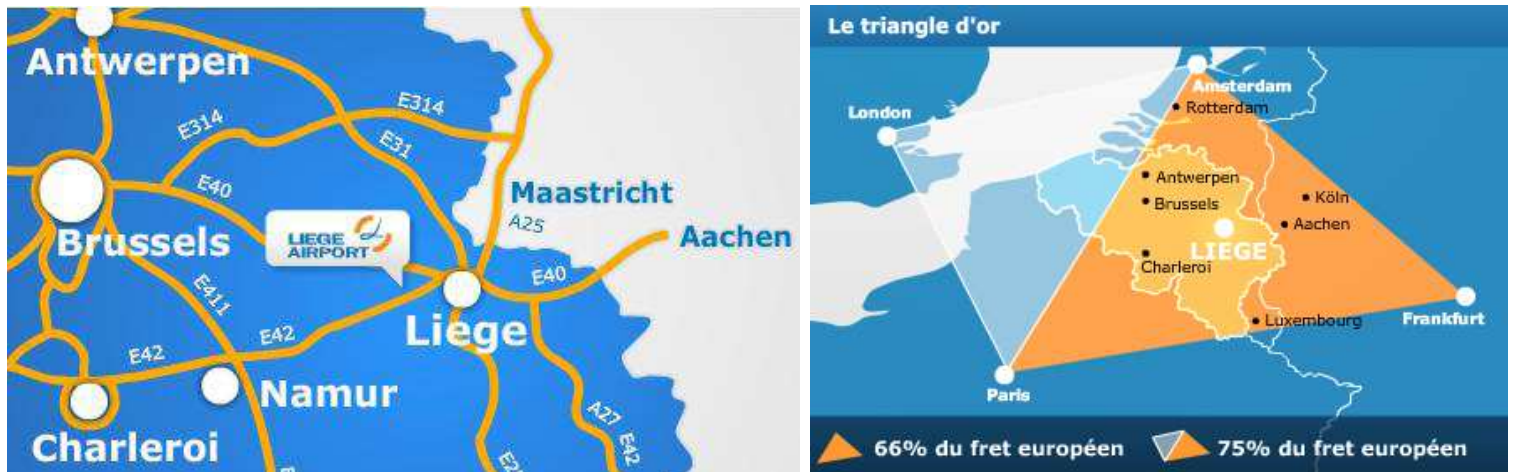 Antwerpen
E314
E314
E31
E40
Maastricht
A25
LIEGE
AIRPORT
Brussels
Aachen
E40
E411
Liege
E42
E42
Namur
A27
E42
Charleroi
Le triangle d'or
Amsterdam
Rotterdam
London
Antwerpen
Brussels
Köln
Aachen
LIEGE
Charleroi
Luxembourg
Frankfurt
Paris
66% du fret européen
75% du fret européen